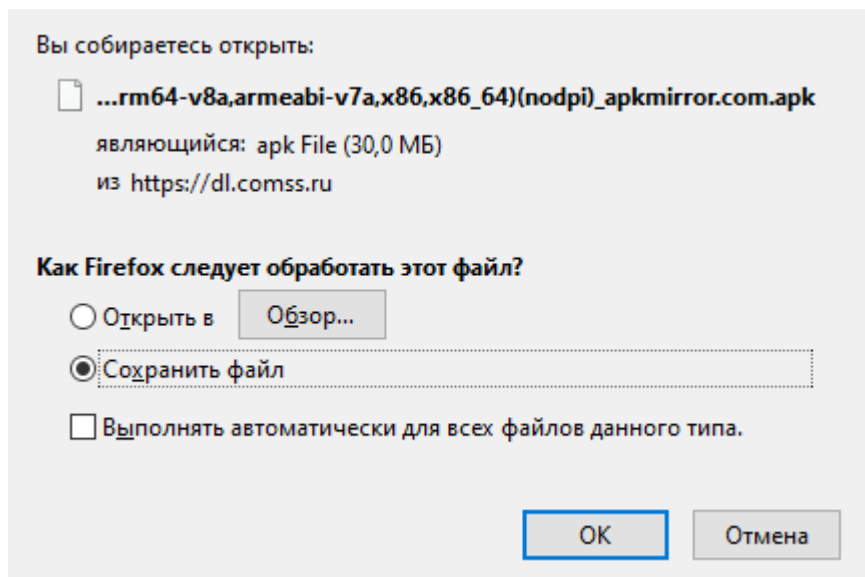 Вы собираетесь открыть:
...rm64-v8a,armeabi-v7a,x86,x86_64)(nodpi)_apkmirror.com.apk
являющийся: apk File (30,0 МБ)
из https://dl.comss.ru
Как Firefox следует обработать этот файл?
Открыть в Обзор...
Сохранить файл
Выполнять автоматически для всех файлов данного типа.
ОК Отмена